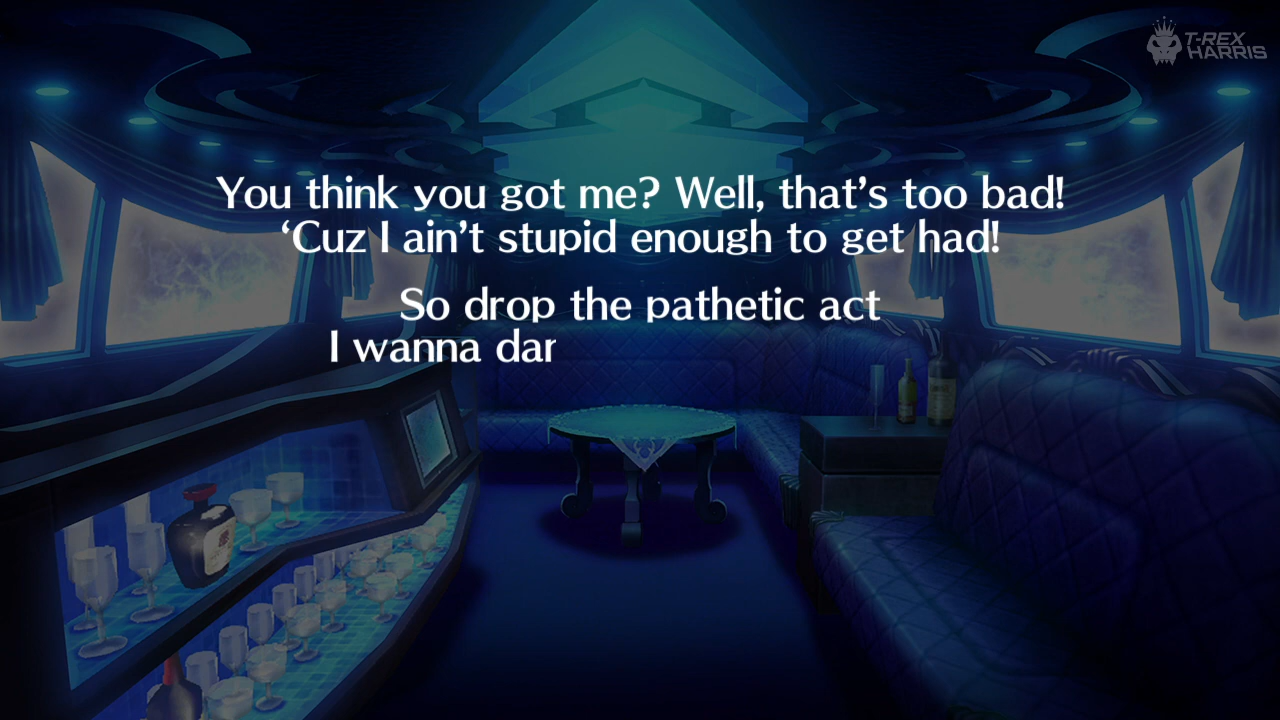 T-REX
HARRIS
You think you got me? Well, that's too bad!
‘Cuz I ain’t stupid enough to get had!
So drop the pathetic act
I wanna dar